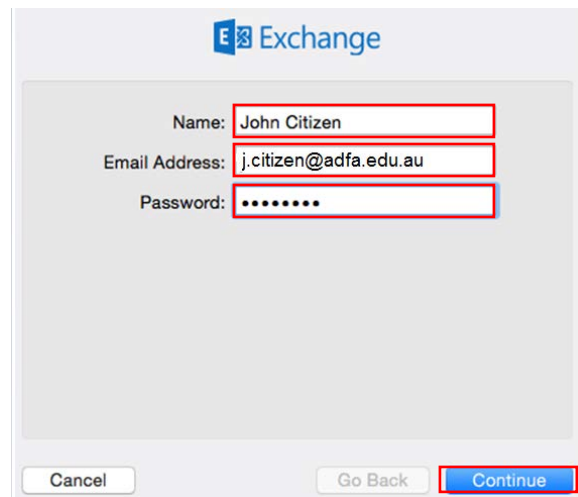 Exchange
Name: John Citizen
Email Address: j.citizen@adfa.edu.au
Password: ••••••••
Cancel Go Back Continue